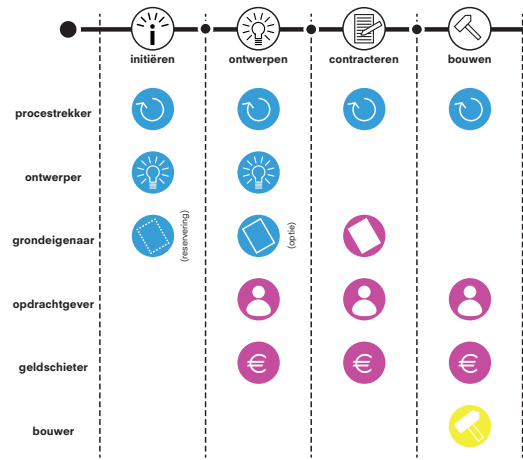 initiëren
ontwerpen
contracteren
bouwen
procestrekker
ontwerper
grondeigenaar
(reservering)
(optie)
opdrachtgever
geldschieter
€ € €
bouwer